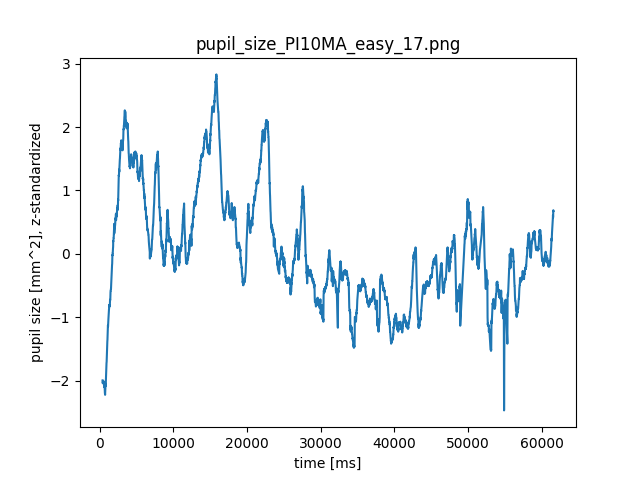 pupil_size_PI10MA_easy_17.png
3
2
1
0
−1
−2
pupil size [mm^2], z-standardized
0 10000 20000 30000 40000 50000 60000
time [ms]